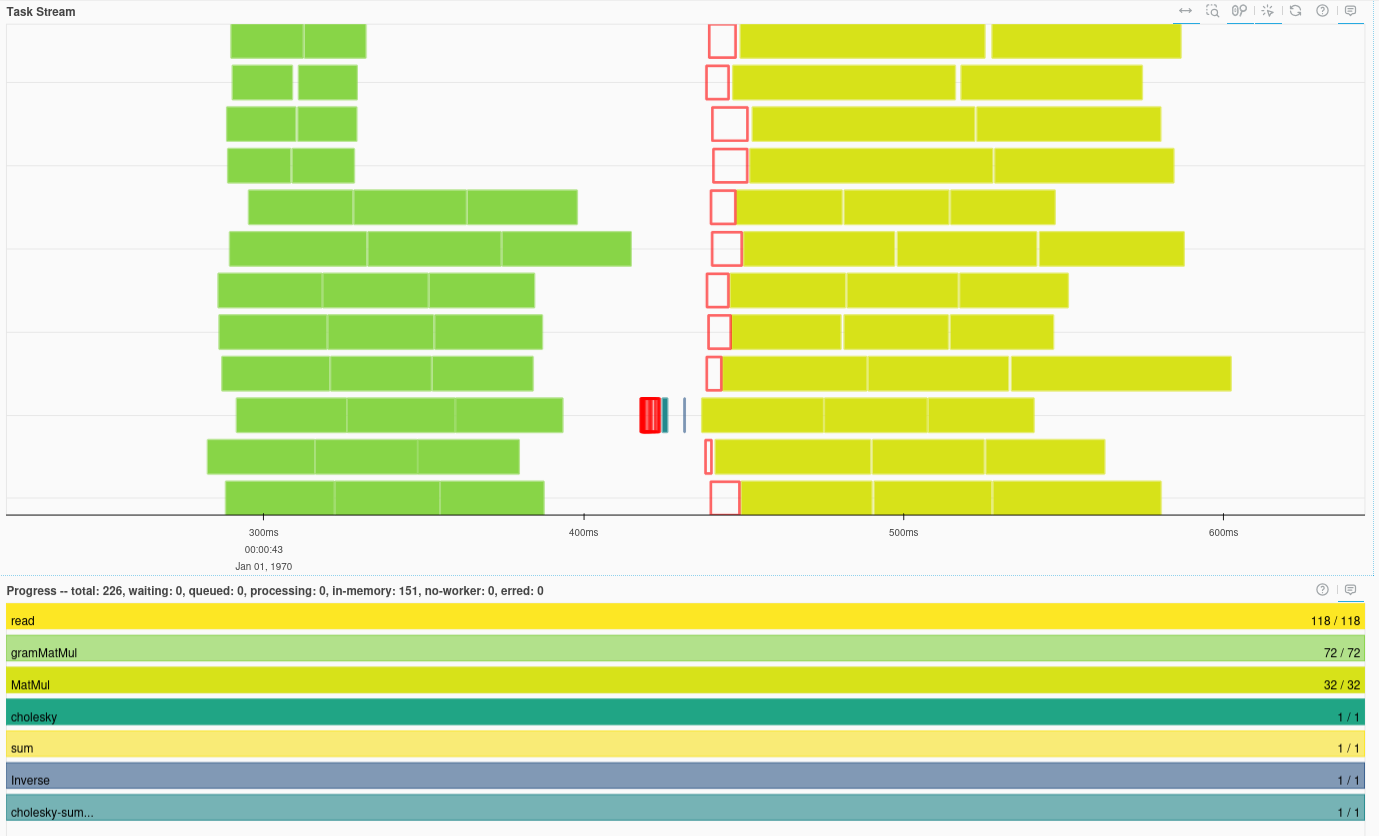 Task Stream
300ms
400ms
500ms
600ms
00:00:43
Jan 01, 1970
Progress -- total: 226, waiting: 0, queued: 0, processing: 0, in-memory: 151, no-worker: 0, erred: 0
read 118 / 118
gramMatMul 72 / 72
MatMul 32 / 32
cholesky 1 / 1
sum 1 / 1
Inverse 1 / 1
cholesky-sum... 1 / 1